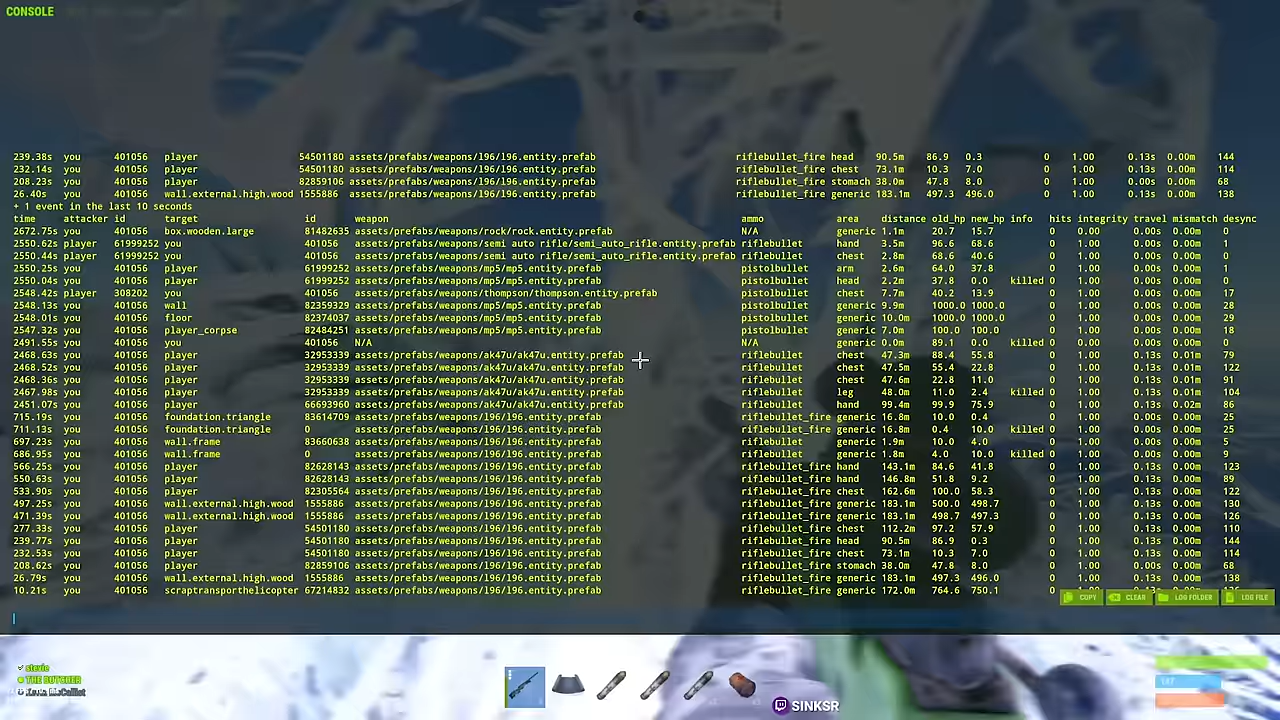 CONSOLE
239.38s you 401056 player 54501180 assets/prefabs/weapons/l96/l96.entity.prefab riflebullet_fire head 90.5m 86.9 0.3 0 1.00 0.13s 0.00m 144
232.14s you 401056 player 54501180 assets/prefabs/weapons/l96/l96.entity.prefab riflebullet_fire chest 73.1m 10.3 7.0 0 1.00 0.13s 0.00m 114
208.23s you 401056 player 82859106 assets/prefabs/weapons/l96/l96.entity.prefab riflebullet_fire stomach 38.0m 47.8 8.0 0 1.00 0.00s 0.00m 68
26.40s you 401056 wall.external.high.wood 1555886 assets/prefabs/weapons/l96/l96.entity.prefab riflebullet_fire generic 183.1m 497.3 496.0 0 1.00 0.13s 0.00m 138
+ 1 event in the last 10 seconds
time attacker id target id weapon ammo area distance old_hp new_hp info hits integrity travel mismatch desync
2672.75s you 401056 box.wooden.large 81482635 assets/prefabs/weapons/rock/rock.entity.prefab N/A generic 1.1m 20.7 15.7 0 0.00 0.00s 0.00m 0
2550.62s player 61999252 you 401056 assets/prefabs/weapons/semi auto rifle/semi_auto_rifle.entity.prefab riflebullet hand 3.5m 96.6 68.6 0 1.00 0.00s 0.00m 1
2550.44s player 61999252 you 401056 assets/prefabs/weapons/semi auto rifle/semi_auto_rifle.entity.prefab riflebullet chest 2.8m 68.6 40.6 0 1.00 0.00s 0.00m 0
2550.25s you 401056 player 61999252 assets/prefabs/weapons/mp5/mp5.entity.prefab pistolbullet arm 2.6m 64.0 37.8 0 1.00 0.00s 0.00m 1
2550.04s you 401056 player 61999252 assets/prefabs/weapons/mp5/mp5.entity.prefab pistolbullet head 2.2m 37.8 0.0 killed 0 1.00 0.00s 0.00m 0
2548.42s player 308202 you 401056 assets/prefabs/weapons/thompson/thompson.entity.prefab pistolbullet chest 7.7m 40.2 13.9 0 1.00 0.00s 0.00m 17
2548.13s you 401056 wall 82359329 assets/prefabs/weapons/mp5/mp5.entity.prefab pistolbullet generic 9.9m 1000.0 1000.0 0 1.00 0.00s 0.00m 28
2548.01s you 401056 floor 82374037 assets/prefabs/weapons/mp5/mp5.entity.prefab pistolbullet generic 10.0m 1000.0 1000.0 0 1.00 0.00s 0.00m 29
2547.32s you 401056 player_corpse 82484251 assets/prefabs/weapons/mp5/mp5.entity.prefab pistolbullet generic 7.0m 100.0 100.0 0 1.00 0.00s 0.00m 18
2491.55s you 401056 you 401056 N/A N/A generic 0.0m 89.1 0.0 killed 0 0.00 0.00s 0.00m 0
2468.63s you 401056 player 32953339 assets/prefabs/weapons/ak47u/ak47u.entity.prefab riflebullet chest 47.3m 88.4 55.8 0 1.00 0.13s 0.01m 79
2468.52s you 401056 player 32953339 assets/prefabs/weapons/ak47u/ak47u.entity.prefab riflebullet chest 47.5m 55.4 22.8 0 1.00 0.13s 0.01m 122
2468.36s you 401056 player 32953339 assets/prefabs/weapons/ak47u/ak47u.entity.prefab riflebullet chest 47.6m 22.8 11.0 0 1.00 0.13s 0.01m 91
2467.98s you 401056 player 32953339 assets/prefabs/weapons/ak47u/ak47u.entity.prefab riflebullet leg 48.0m 11.0 2.4 killed 0 1.00 0.13s 0.01m 104
2451.07s you 401056 player 66693960 assets/prefabs/weapons/ak47u/ak47u.entity.prefab riflebullet hand 99.4m 99.9 75.9 0 1.00 0.13s 0.02m 86
715.19s you 401056 foundation.triangle 83614709 assets/prefabs/weapons/l96/l96.entity.prefab riflebullet_fire generic 16.8m 10.0 0.4 0 1.00 0.00s 0.00m 25
711.13s you 401056 foundation.triangle 0 assets/prefabs/weapons/l96/l96.entity.prefab riflebullet_fire generic 16.8m 0.4 10.0 killed 0 1.00 0.00s 0.00m 25
697.23s you 401056 wall.frame 83660638 assets/prefabs/weapons/l96/l96.entity.prefab riflebullet generic 1.9m 10.0 4.0 0 1.00 0.00s 0.00m 5
686.95s you 401056 wall.frame 0 assets/prefabs/weapons/l96/l96.entity.prefab riflebullet generic 1.8m 4.0 10.0 killed 0 1.00 0.00s 0.00m 9
566.25s you 401056 player 82628143 assets/prefabs/weapons/l96/l96.entity.prefab riflebullet_fire hand 143.1m 84.6 41.8 0 1.00 0.13s 0.00m 123
550.63s you 401056 player 82628143 assets/prefabs/weapons/l96/l96.entity.prefab riflebullet_fire hand 146.8m 51.8 9.2 0 1.00 0.13s 0.00m 89
533.90s you 401056 player 12305564 assets/prefabs/weapons/l96/l96.entity.prefab riflebullet_fire chest 162.6m 100.0 58.3 0 1.00 0.13s 0.00m 122
497.25s you 401056 wall.external.high.wood 1555886 assets/prefabs/weapons/l96/l96.entity.prefab riflebullet_fire generic 183.1m 500.0 498.7 0 1.00 0.13s 0.00m 136
471.39s you 401056 wall.external.high.wood 1555886 assets/prefabs/weapons/l96/l96.entity.prefab riflebullet_fire generic 183.1m 498.7 497.3 0 1.00 0.13s 0.00m 126
277.33s you 401056 player 54501180 assets/prefabs/weapons/l96/l96.entity.prefab riflebullet_fire chest 112.2m 97.2 57.9 0 1.00 0.13s 0.00m 110
239.77s you 401056 player 54501180 assets/prefabs/weapons/l96/l96.entity.prefab riflebullet_fire head 90.5m 86.9 0.3 0 1.00 0.13s 0.00m 144
232.53s you 401056 player 54501180 assets/prefabs/weapons/l96/l96.entity.prefab riflebullet_fire chest 73.1m 10.3 7.0 0 1.00 0.13s 0.00m 114
208.62s you 401056 player 82859106 assets/prefabs/weapons/l96/l96.entity.prefab riflebullet_fire stomach 38.0m 47.8 8.0 0 1.00 0.00s 0.00m 68
26.79s you 401056 wall.external.high.wood 1555886 assets/prefabs/weapons/l96/l96.entity.prefab riflebullet_fire generic 183.1m 497.3 496.0 0 1.00 0.13s 0.00m 138
10.21s you 401056 scraptransporthelicopter 67214832 assets/prefabs/weapons/l96/l96.entity.prefab riflebullet_fire generic 172.0m 764.6 750.1 0
COPY CLEAR LOG FOLDER LOG FILE
stevie
THE BUTCHER
SINKSR